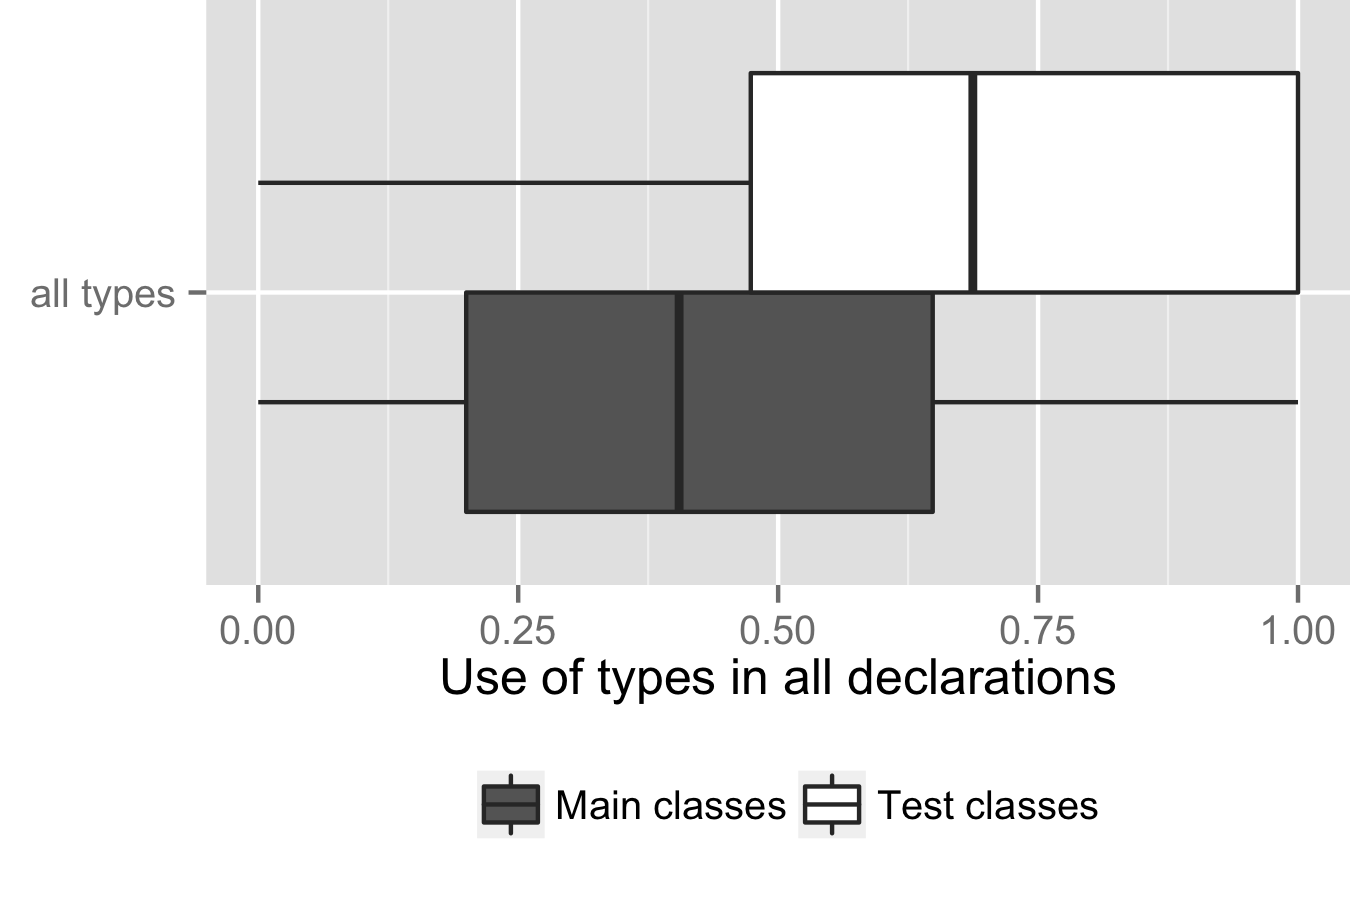 all types
0.00 0.25 0.50 0.75 1.00
Use of types in all declarations
Main classes Test classes